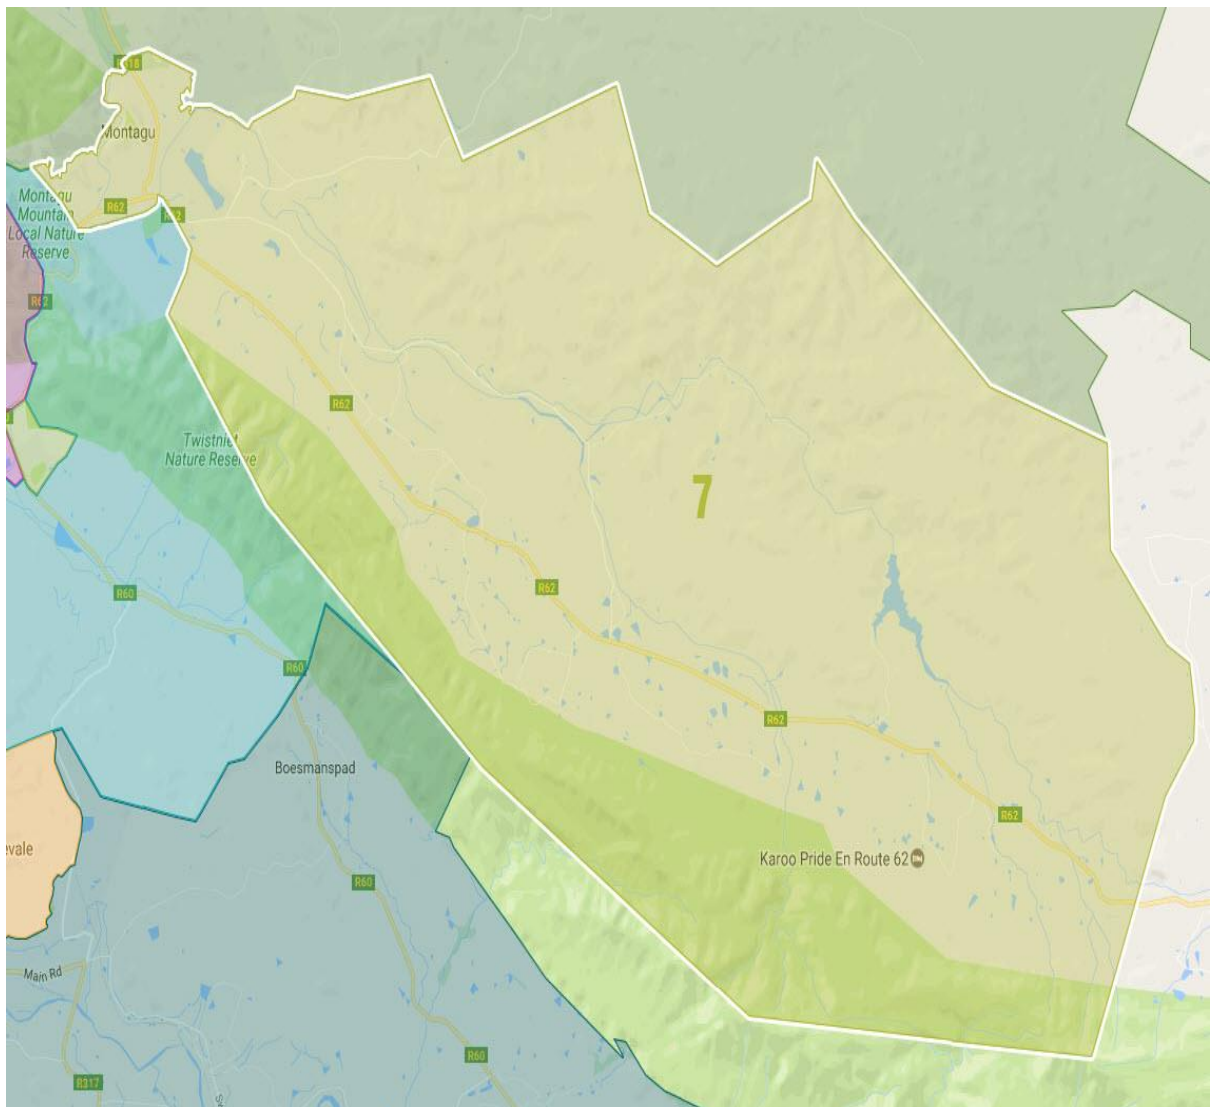 R318
Montagu
R62
R62
Montagu
Mountain
Local Nature
Reserve
R62
R62
Twistniet
Nature Reserve
7
R62
R60
R60
R62
Boesmanspad
R62
evale
Karoo Pride En Route 62
R60
Main Rd
R60
R317